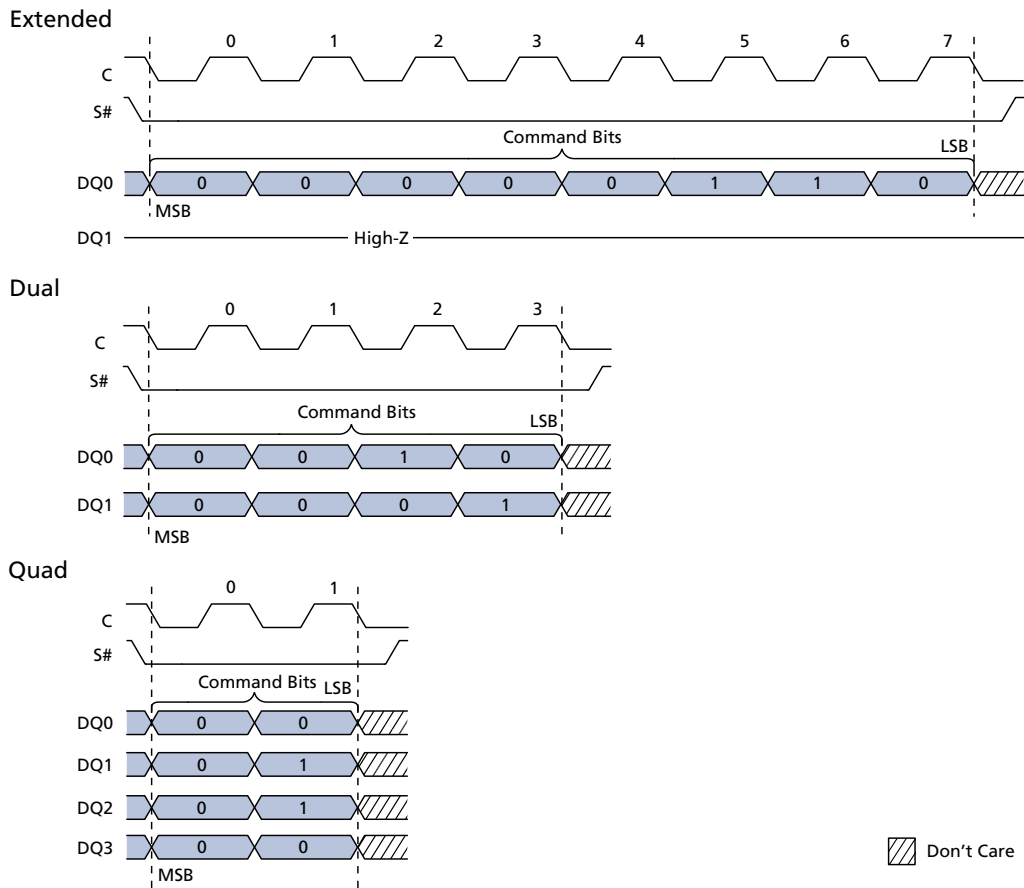 Extended
0 1 2 3 4 5 6 7
C
S#
Command Bits
LSB
DQ0 0 0 0 0 0 1 1 0
MSB
DQ1 High-Z
Dual
0 1 2 3
C
S#
Command Bits
LSB
DQ0 0 0 1 0
DQ1 0 0 0 1
MSB
Quad
0 1
C
S#
Command Bits LSB
DQ0 0 0
DQ1 0 1
DQ2 0 1
DQ3 0 0
MSB
Don't Care